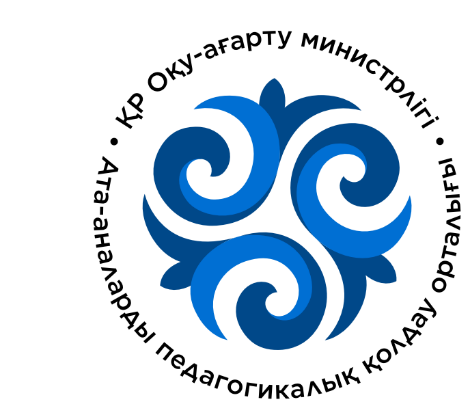 ҚР Оқу-ағарту министрлігі
Ата-аналарды педагогикалық қолдау орталығы